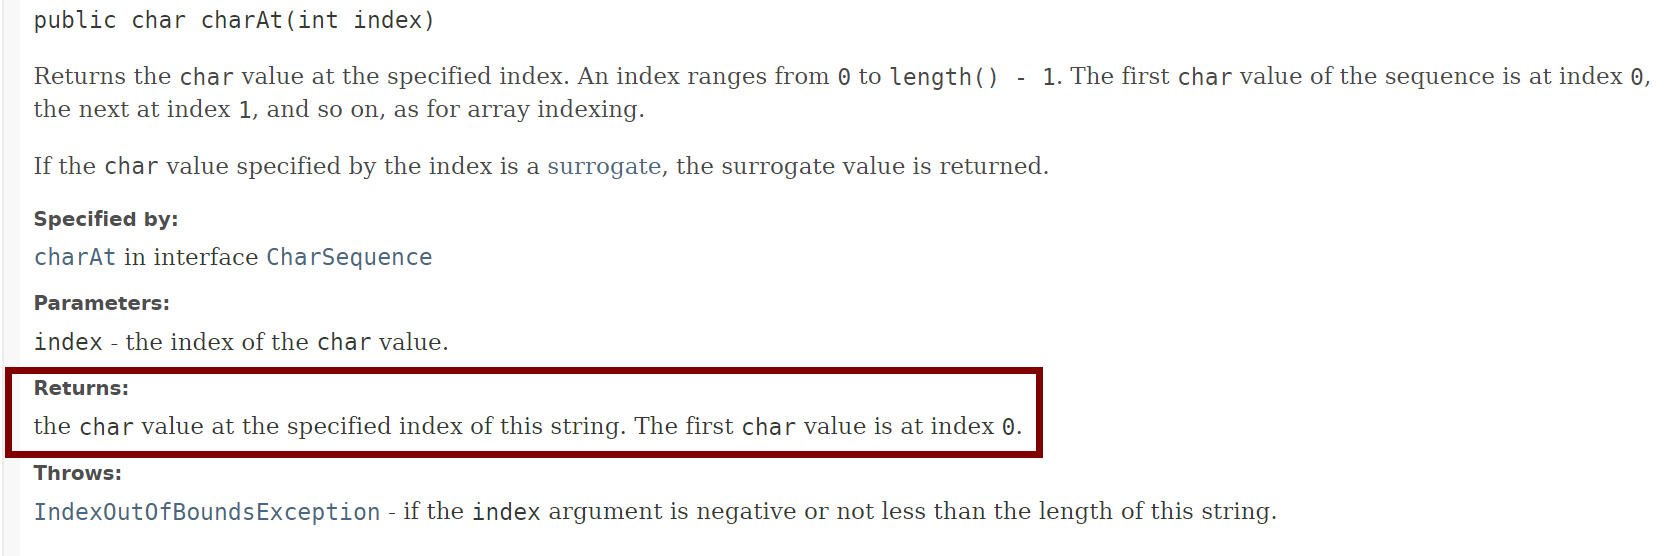 public char charAt(int index)
Returns the char value at the specified index. An index ranges from 0 to length() - 1. The first char value of the sequence is at index 0,
the next at index 1, and so on, as for array indexing.
If the char value specified by the index is a surrogate, the surrogate value is returned.
Specified by:
charAt in interface CharSequence
Parameters:
index - the index of the char value.
Returns:
the char value at the specified index of this string. The first char value is at index 0.
Throws:
IndexOutOfBoundsException - if the index argument is negative or not less than the length of this string.